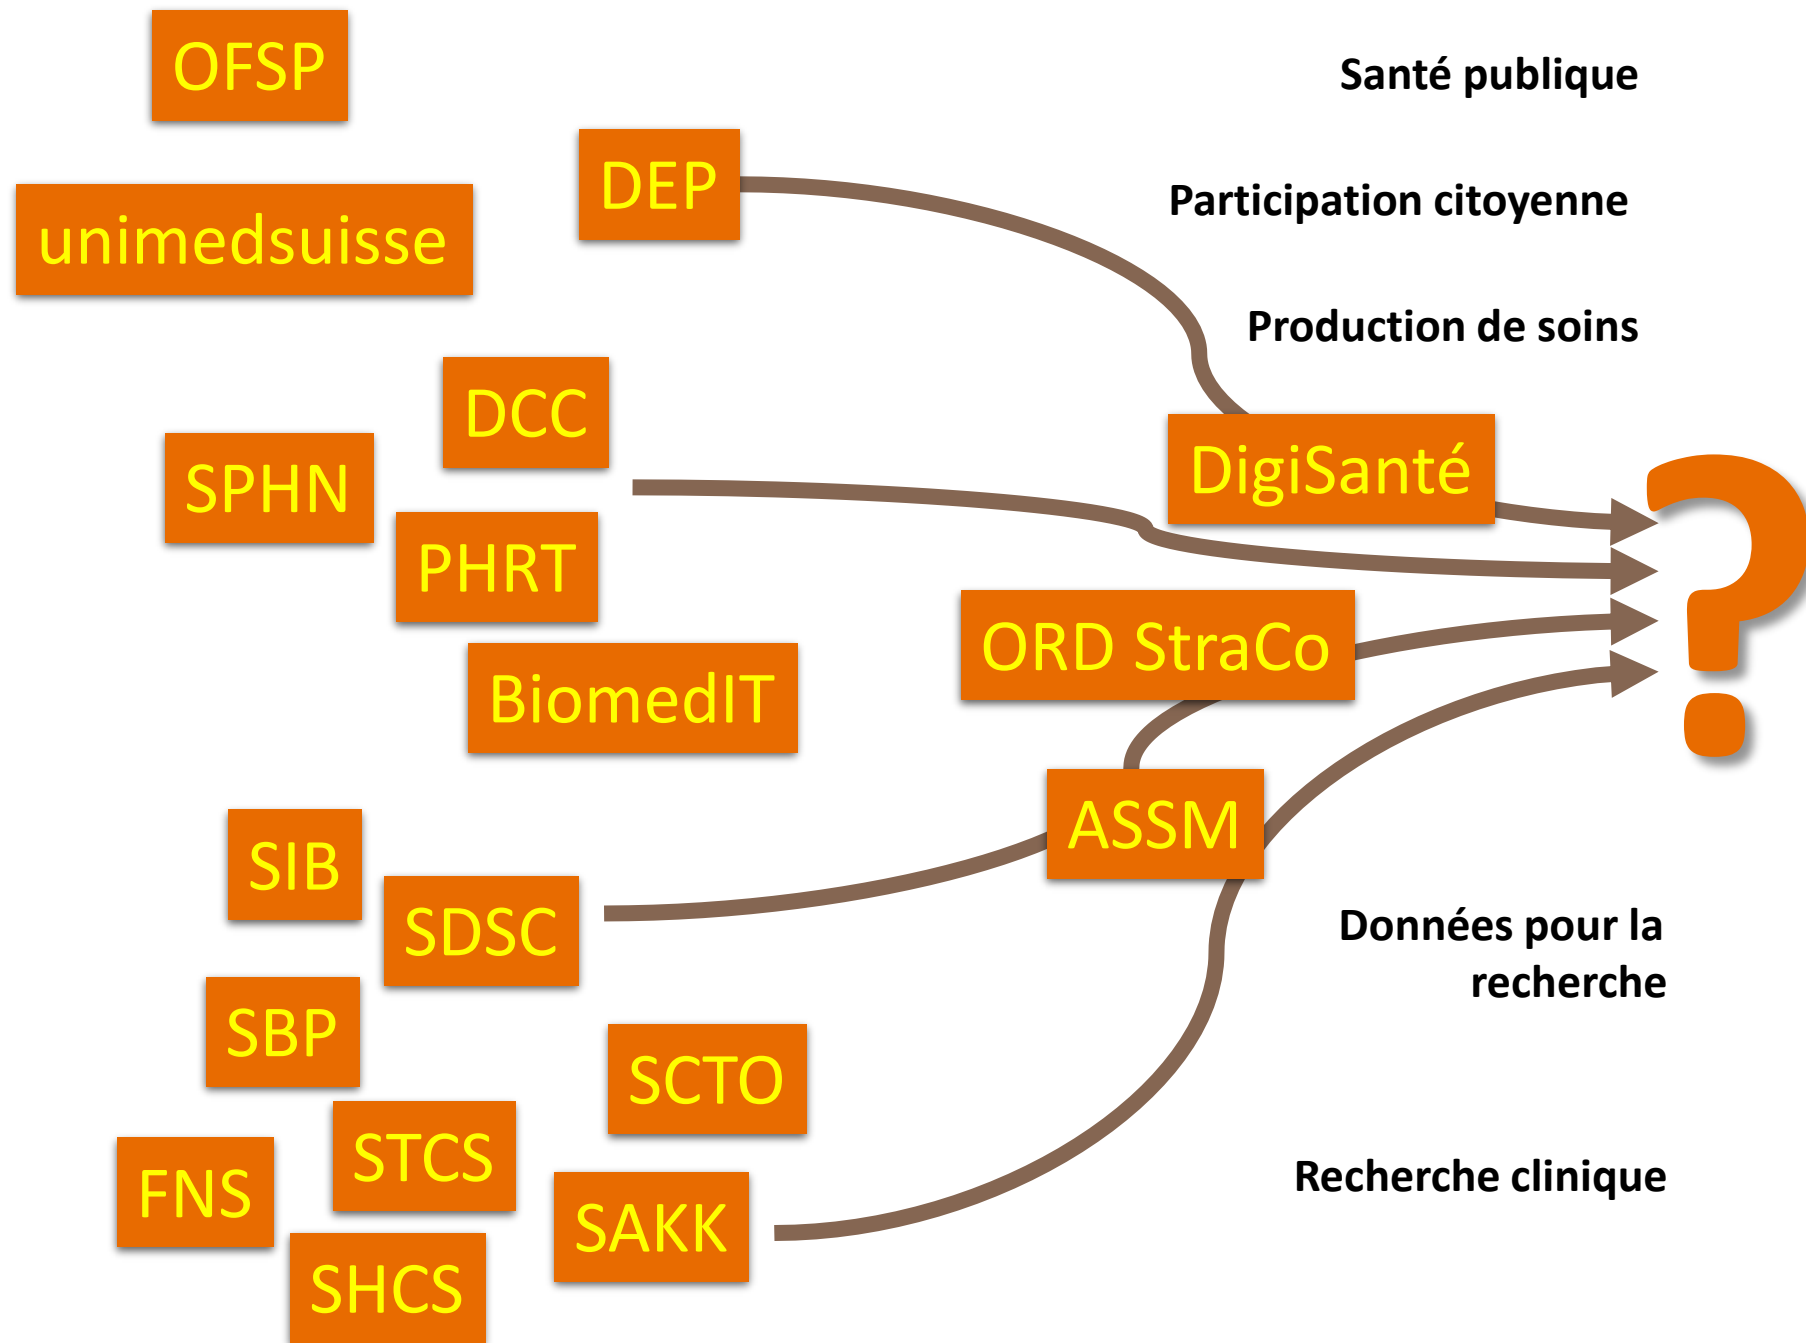 OFSP
Santé publique
DEP
Participation citoyenne
unimedsuisse
Production de soins
DCC
DigiSanté
SPHN
PHRT
?
ORD StraCo
BiomedIT
ASSM
SIB
SDSC
Données pour la
recherche
SBP
SCTO
STCS
FNS
Recherche clinique
SAKK
SHCS